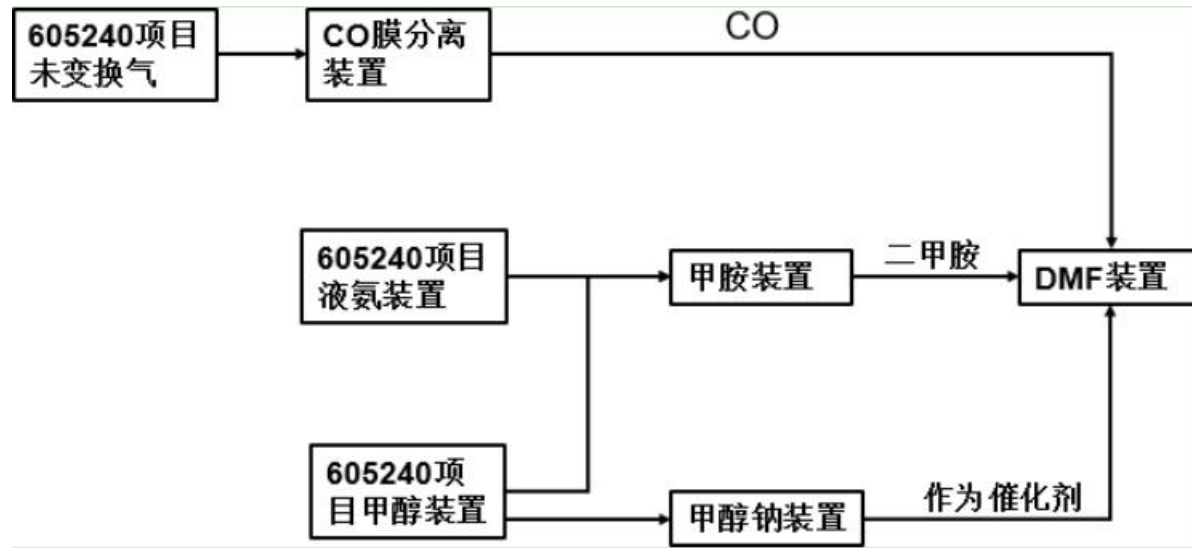 605240项目
未变换气
CO膜分离
装置
CO
605240项目
液氨装置
甲胺装置
二甲胺
DMF装置
605240项
目甲醇装置
甲醇钠装置
作为催化剂